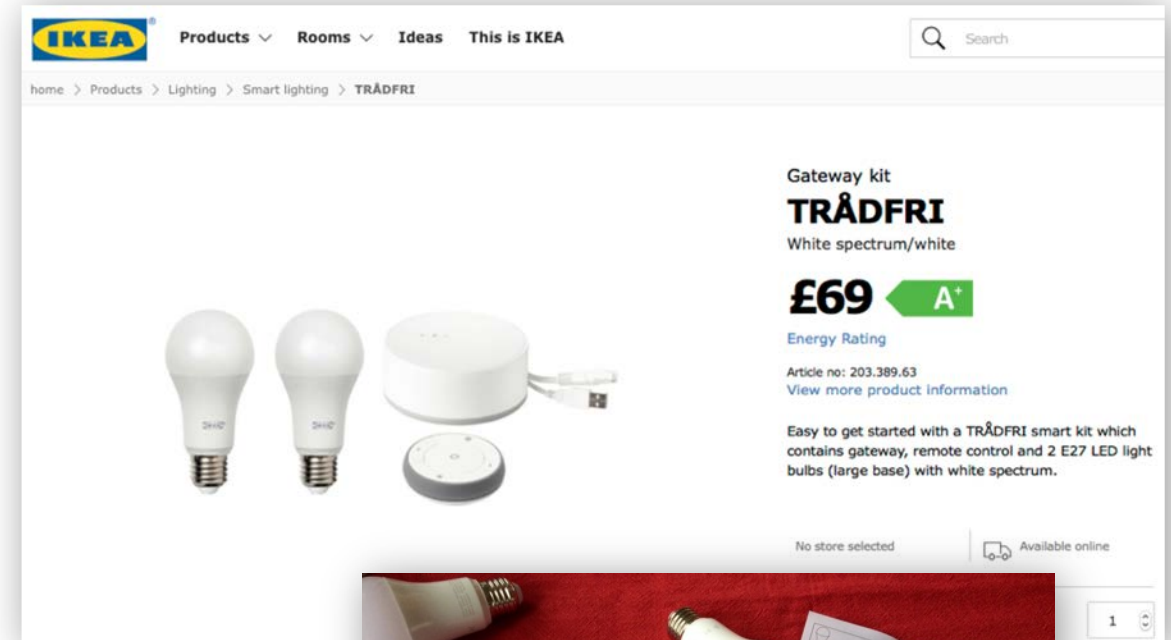 IKEA
Products Rooms Ideas This is IKEA
Search
home > Products > Lighting > Smart lighting > TRÅDFRI
Gateway kit
TRÅDFRI
White spectrum/white
£69 A+
Energy Rating
Article no: 203.389.63
View more product information
Easy to get started with a TRÅDFRI smart kit which
contains gateway, remote control and 2 E27 LED light
bulbs (large base) with white spectrum.
No store selected Available online
1